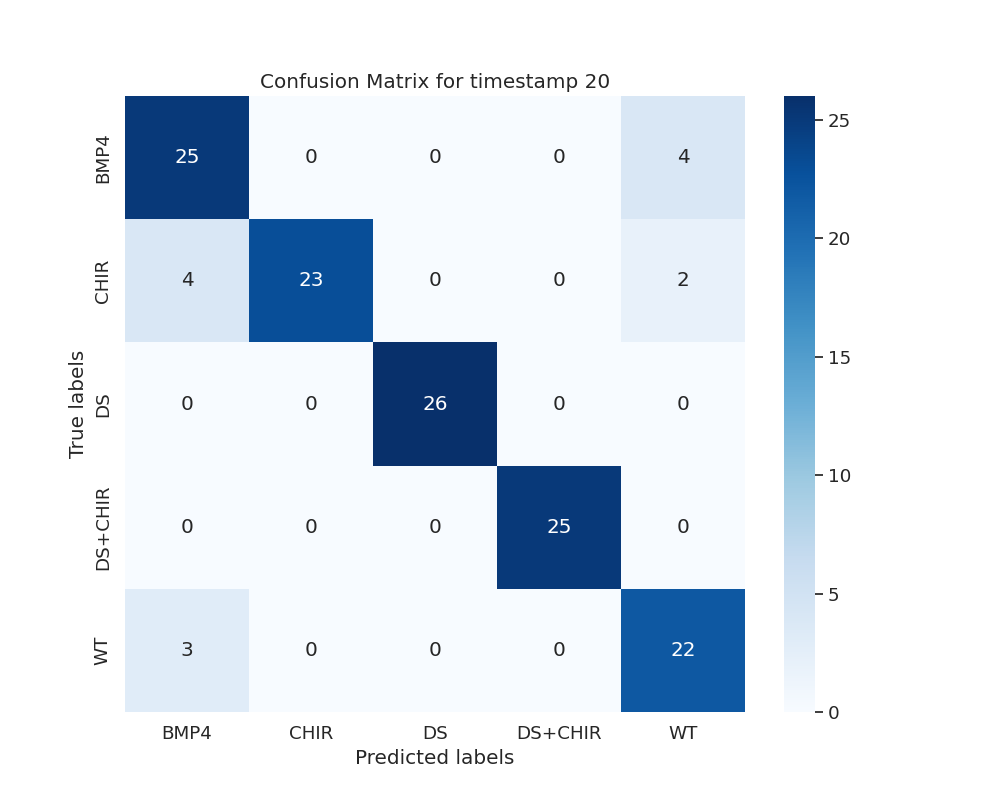 Confusion Matrix for timestamp 20
True labels
BMP4 25 0 0 0 4
CHIR 4 23 0 0 2
DS 0 0 26 0 0
DS+CHIR 0 0 0 25 0
WT 3 0 0 0 22
BMP4 CHIR DS DS+CHIR WT
Predicted labels
25
20
15
10
5
0